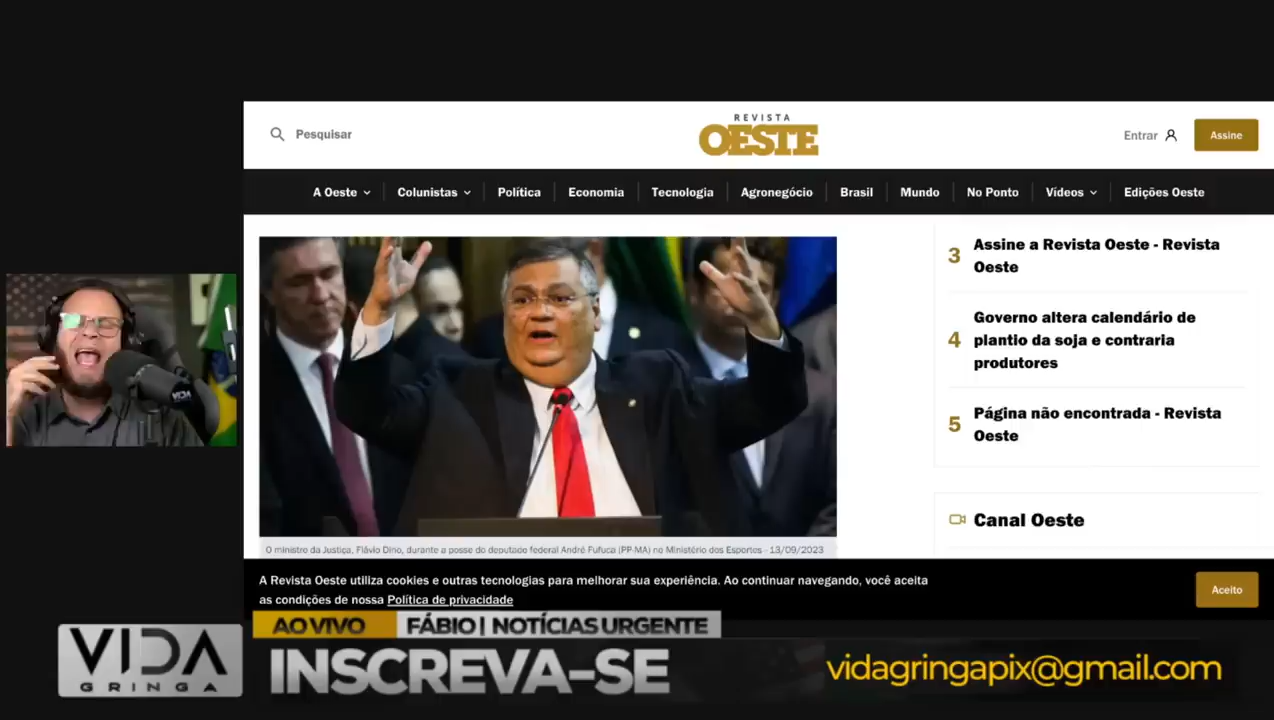 Pesquisar
REVISTA
OESTE
Entrar
Assine
A Oeste
Colunistas
Política
Economia
Tecnologia
Agronegócio
Brasil
Mundo
No Ponto
Vídeos
Edições Oeste
3 Assine a Revista Oeste - Revista
Oeste
4 Governo altera calendário de
plantio da soja e contraria
produtores
5 Página não encontrada - Revista
Oeste
Canal Oeste
O ministro da Justiça, Flávio Dino, durante a posse do deputado federal André Fufuca (PP-MA) no Ministério dos Esportes - 13/09/2023
A Revista Oeste utiliza cookies e outras tecnologias para melhorar sua experiência. Ao continuar navegando, você aceita
as condições de nossa Política de privacidade
Aceito
AO VIVO
FÁBIO | NOTÍCIAS URGENTE
VIDA
GRINGA
INSCREVA-SE
vidagringapix@gmail.com
VIDA